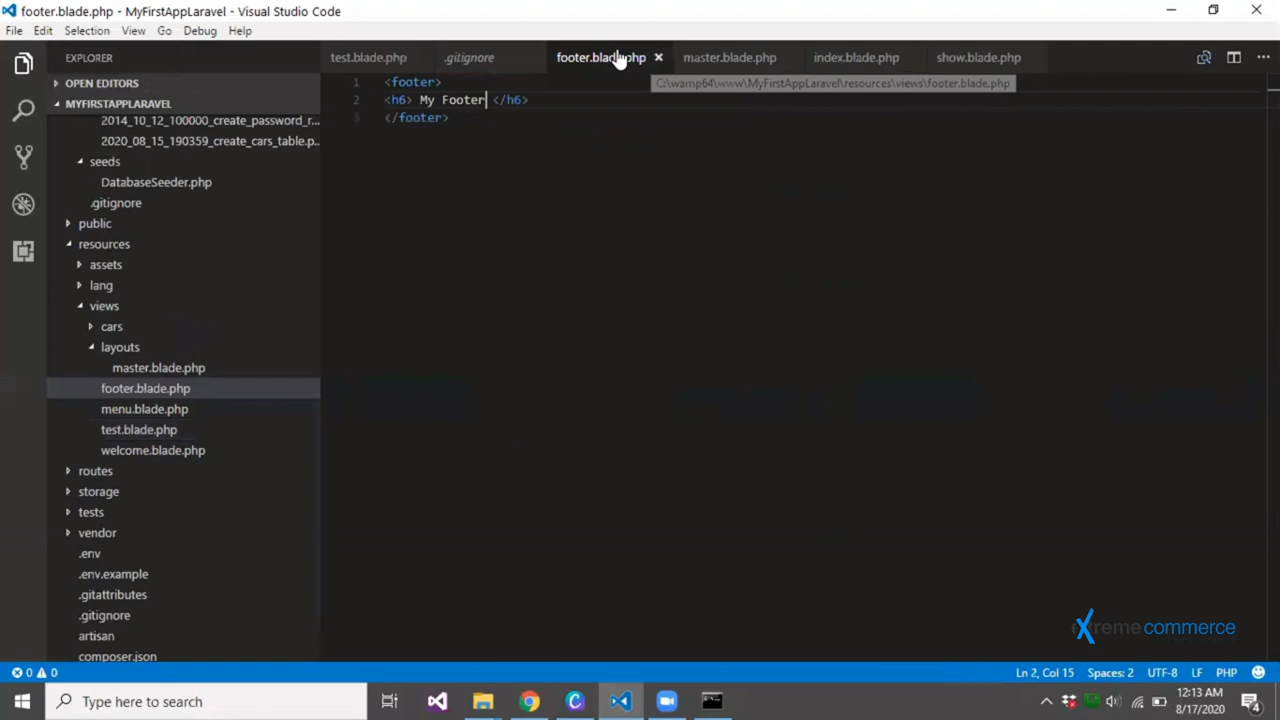 footer.blade.php - MyFirstAppLaravel - Visual Studio Code
File Edit Selection View Go Debug Help
EXPLORER
test.blade.php .gitignore footer.blade.php master.blade.php index.blade.php show.blade.php
C:\wamp64\www\MyFirstAppLaravel\resources\views\footer.blade.php
OPEN EDITORS
MYFIRSTAPPLARAVEL
2014_10_12_100000_create_password_r...
2020_08_15_190359_create_cars_table.p...
seeds
DatabaseSeeder.php
.gitignore
public
resources
assets
lang
views
cars
layouts
master.blade.php
footer.blade.php
menu.blade.php
test.blade.php
welcome.blade.php
routes
storage
tests
vendor
.env
.env.example
.gitattributes
.gitignore
artisan
composer.json
1 <footer>
2 <h6> My Footer </h6>
3 </footer>
extreme commerce
0 0
Ln 2, Col 15 Spaces: 2 UTF-8 LF PHP
Type here to search
12:13 AM
8/17/2020
4